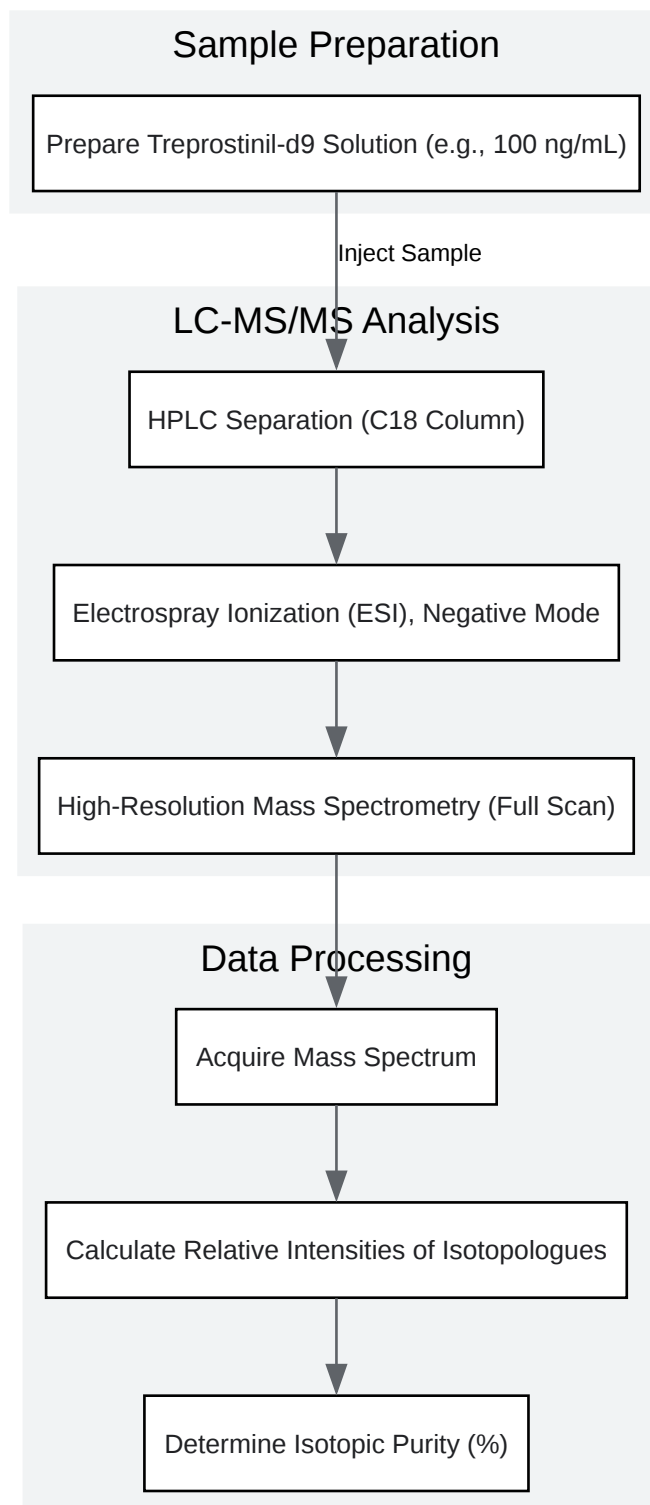 Sample Preparation
Prepare Treprostinil-d9 Solution (e.g., 100 ng/mL)
Inject Sample
LC-MS/MS Analysis
HPLC Separation (C18 Column)
Electrospray Ionization (ESI), Negative Mode
High-Resolution Mass Spectrometry (Full Scan)
Data Processing
Acquire Mass Spectrum
Calculate Relative Intensities of Isotopologues
Determine Isotopic Purity (%)